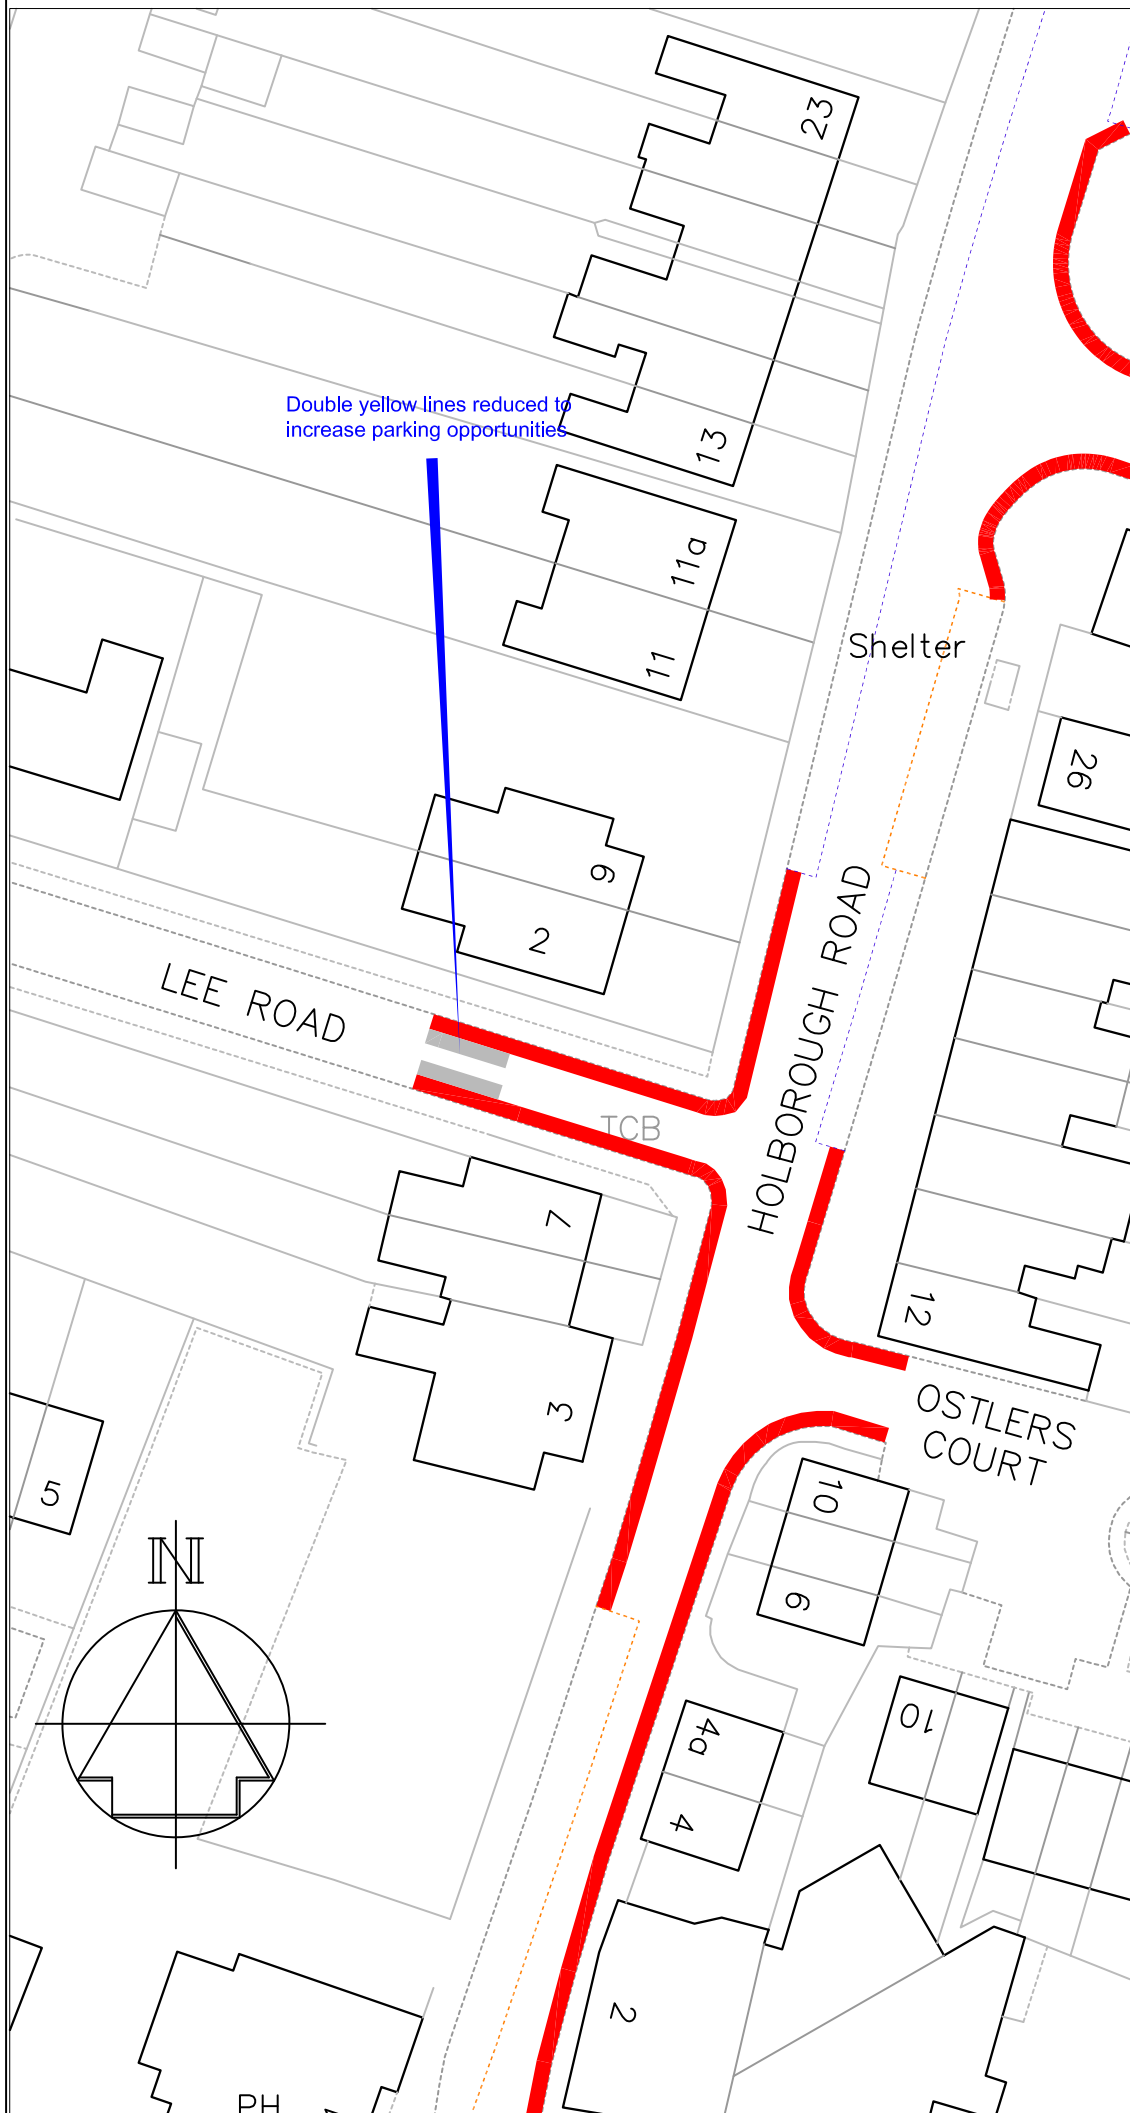 23
Double yellow lines reduced to
increase parking opportunities
13
11a
11
Shelter
26
9
2
LEE ROAD
HOLBOROUGH ROAD
TCB
7
12
3
OSTLERS
COURT
5
10
N
6
4a
10
4
2
PH